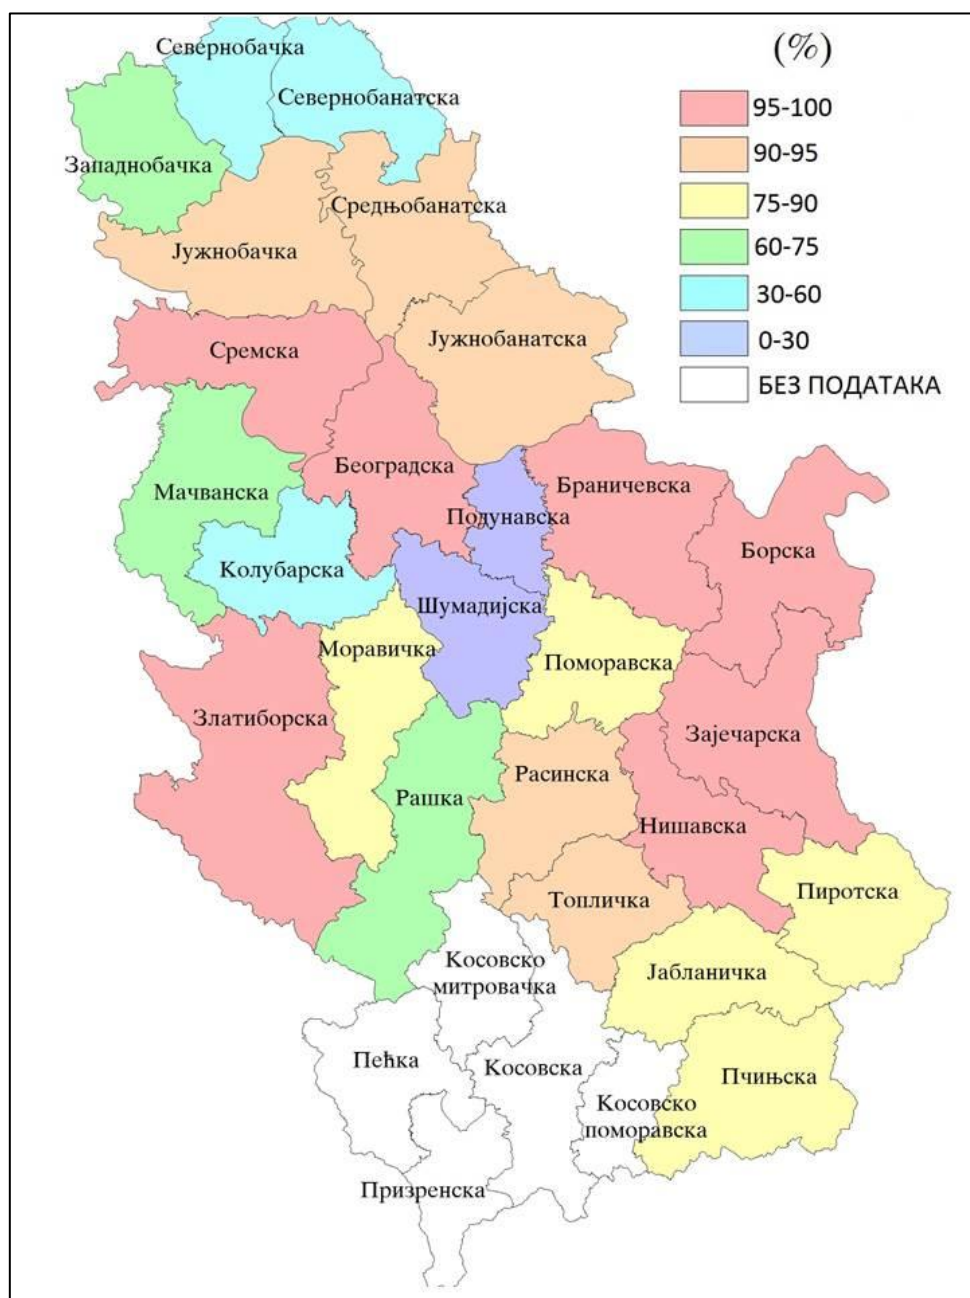 (%)
95-100
90-95
75-90
60-75
30-60
0-30
БЕЗ ПОДАТАКА
Севернобачка
Севернобанатска
Западнобачка
Средњобанатска
Јужнобачка
Јужнобанатска
Сремска
Београдска
Мачванска
Браничевска
Подунавска
Борска
Колубарска
Шумадијска
Моравичка
Поморавска
Златиборска
Зајечарска
Расинска
Рашка
Нишавска
Пиротска
Топличка
Косовско
митровачка
Јабланичка
Пећка
Косовска
Пчињска
Косовско
поморавска
Призренска